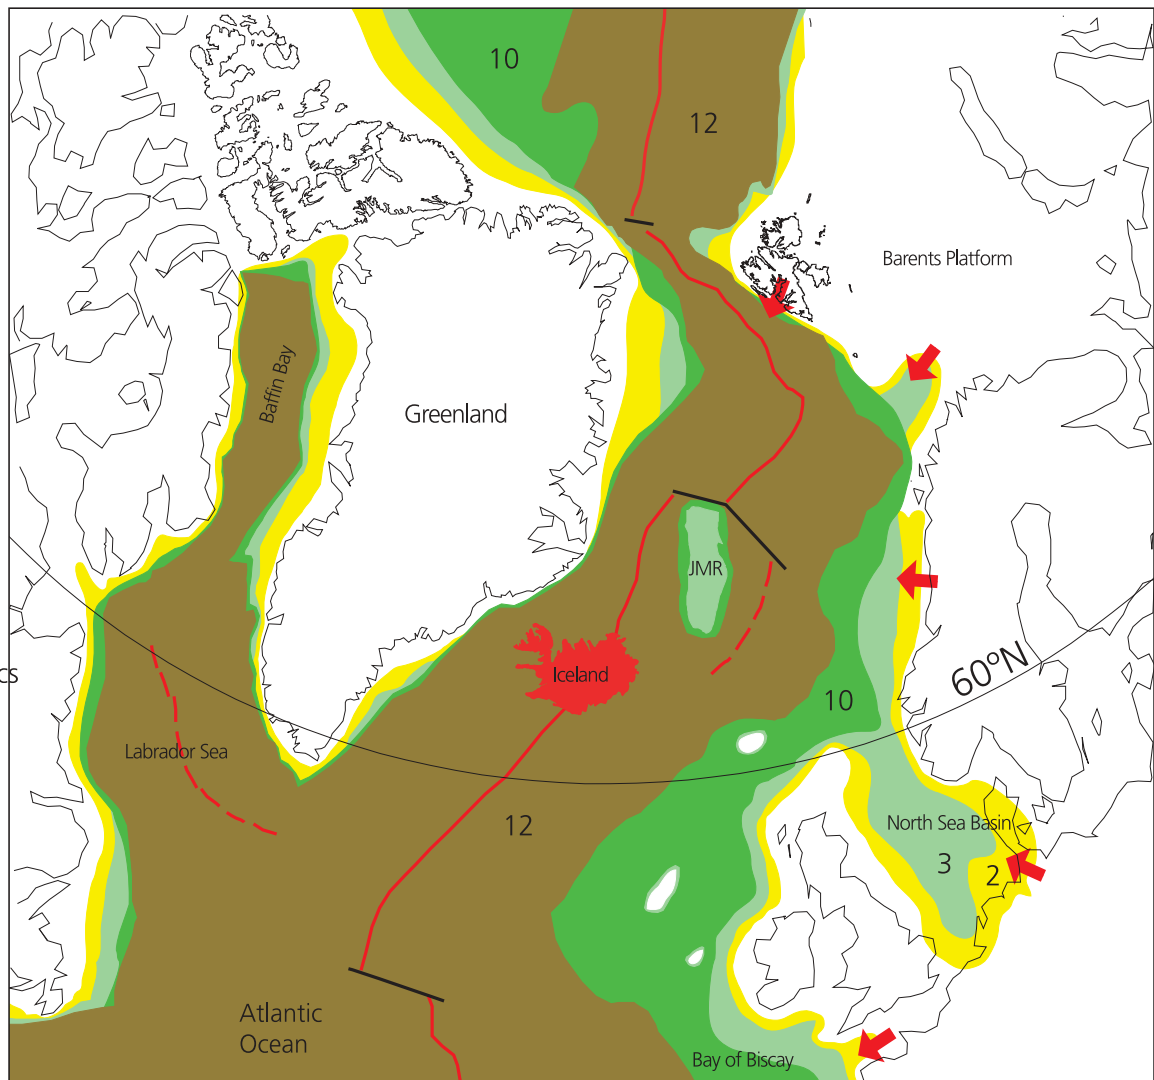 10
12
Barents Platform
Baffin Bay
Greenland
JMR
cs
60°N
Iceland
10
Labrador Sea
12
North Sea Basin
3
2
Atlantic
Ocean
Bay of Biscay